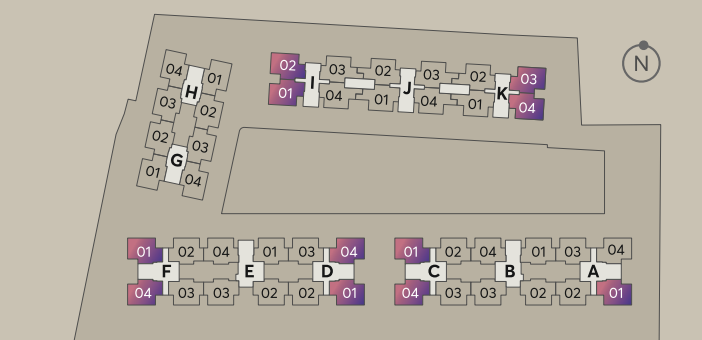 N
04 H 01
03 02
02 G 03
01 04
02 I 03 02 J 03 02 K 03
01 04 01 04 01 04
01 02 04 01 03 04
F E D
04 03 03 02 02 01
01 02 04 01 03 04
C B A
04 03 03 02 02 01